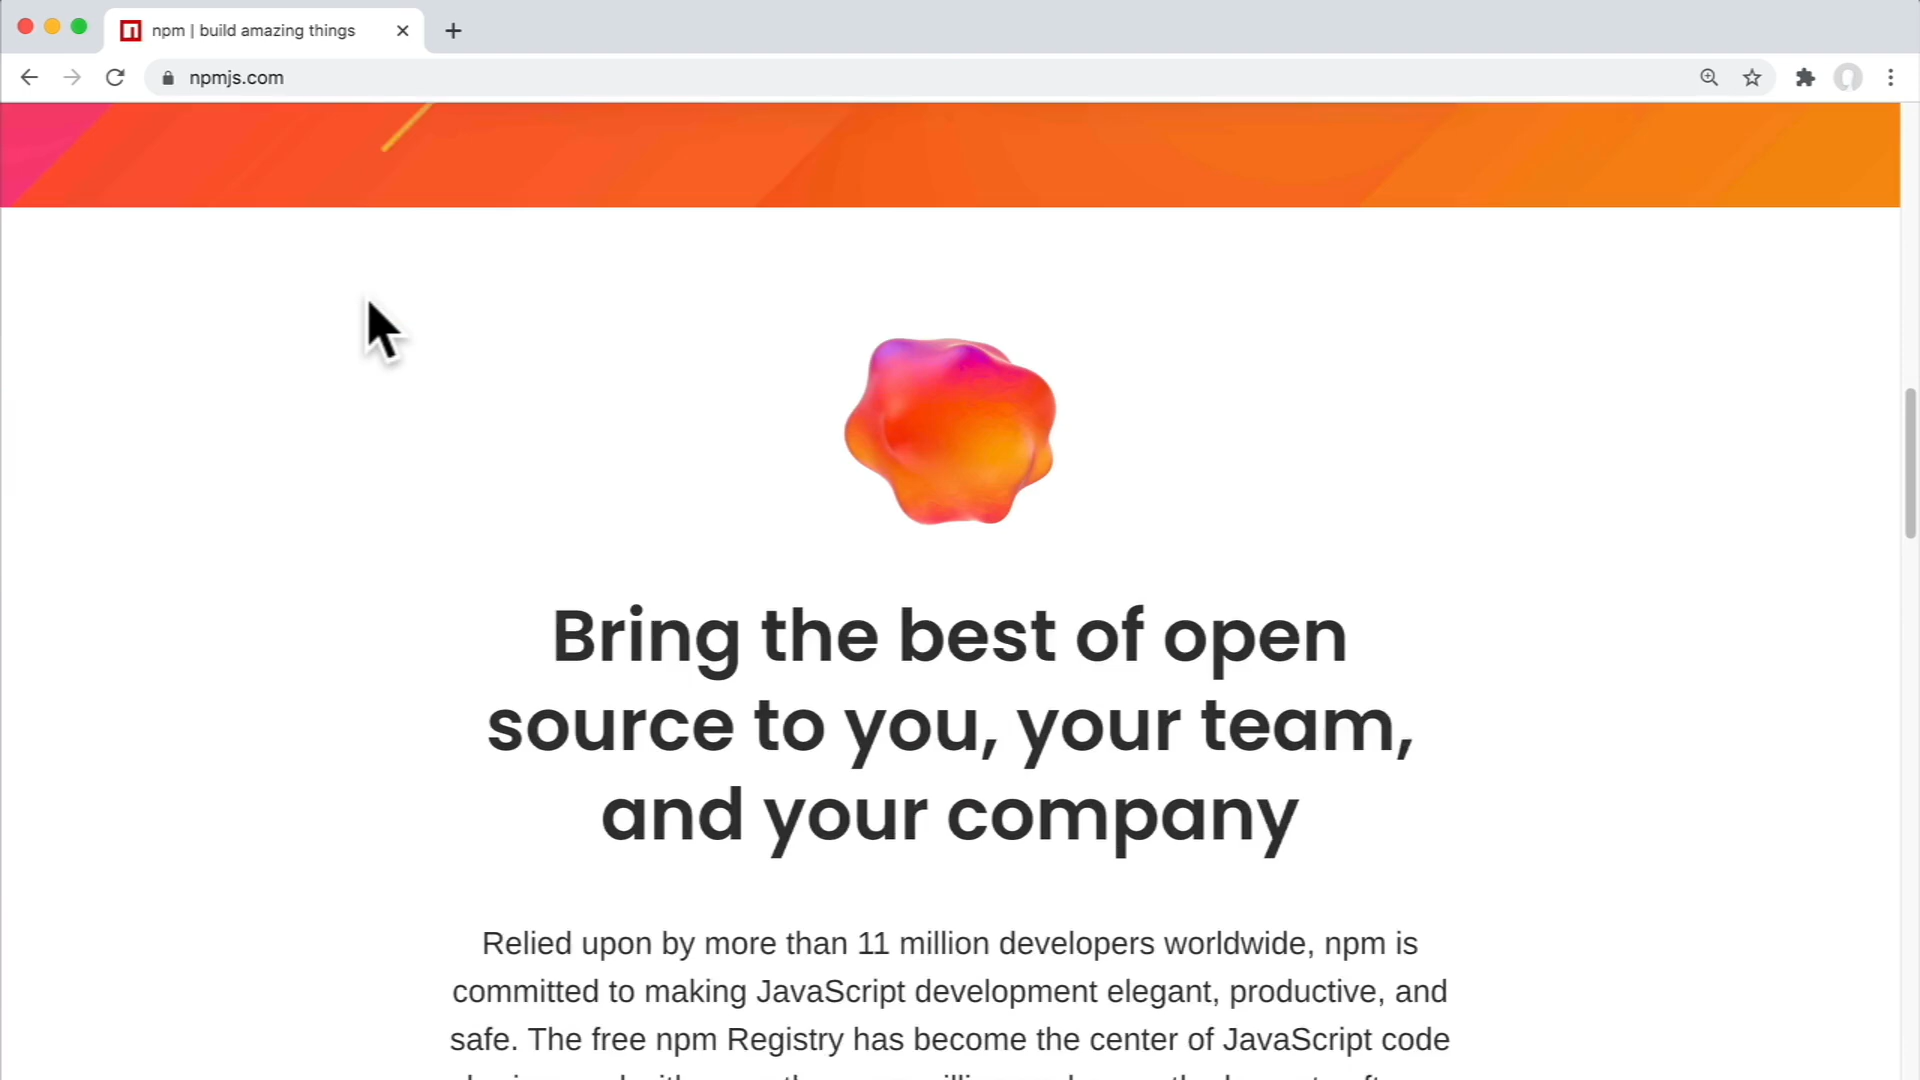 npm | build amazing things
npmjs.com
Bring the best of open
source to you, your team,
and your company
Relied upon by more than 11 million developers worldwide, npm is
committed to making JavaScript development elegant, productive, and
safe. The free npm Registry has become the center of JavaScript code